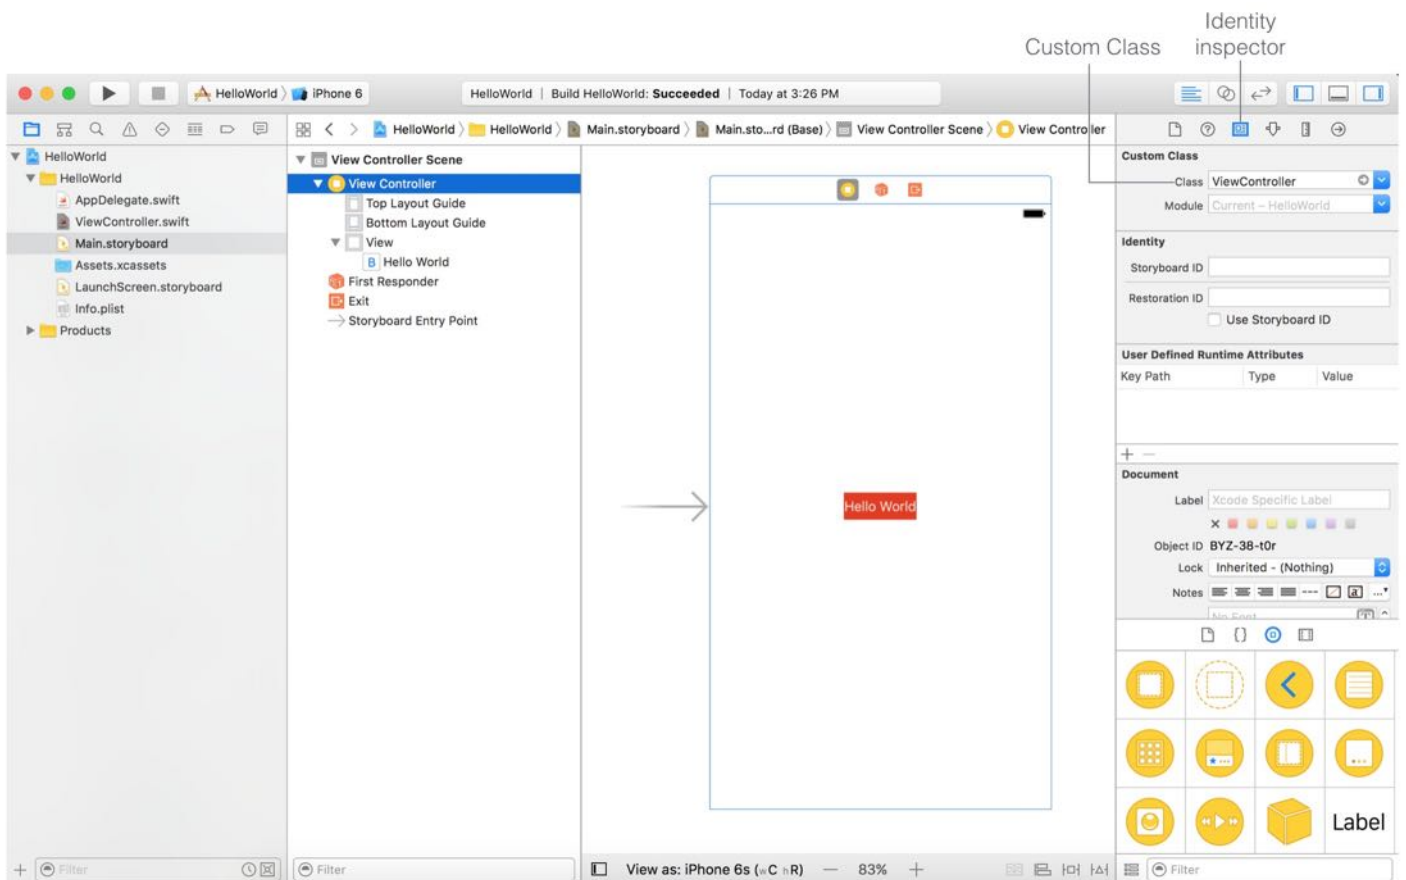 Identity
Custom Class inspector
HelloWorld iPhone 6
HelloWorld | Build HelloWorld: Succeeded | Today at 3:26 PM
HelloWorld HelloWorld Main.storyboard Main.sto...rd (Base) View Controller Scene View Controller
HelloWorld
HelloWorld
AppDelegate.swift
ViewController.swift
Main.storyboard
Assets.xcassets
LaunchScreen.storyboard
Info.plist
Products
Filter
View Controller Scene
View Controller
Top Layout Guide
Bottom Layout Guide
View
B Hello World
First Responder
Exit
Storyboard Entry Point
Filter
Hello World
View as: iPhone 6s (wC hR) — 83% +
Custom Class
Class ViewController
Module Current – HelloWorld
Identity
Storyboard ID
Restoration ID
Use Storyboard ID
User Defined Runtime Attributes
Key Path Type Value
+ —
Document
Label Xcode Specific Label
Object ID BYZ-38-t0r
Lock Inherited - (Nothing)
Notes
No Font
Label
Filter